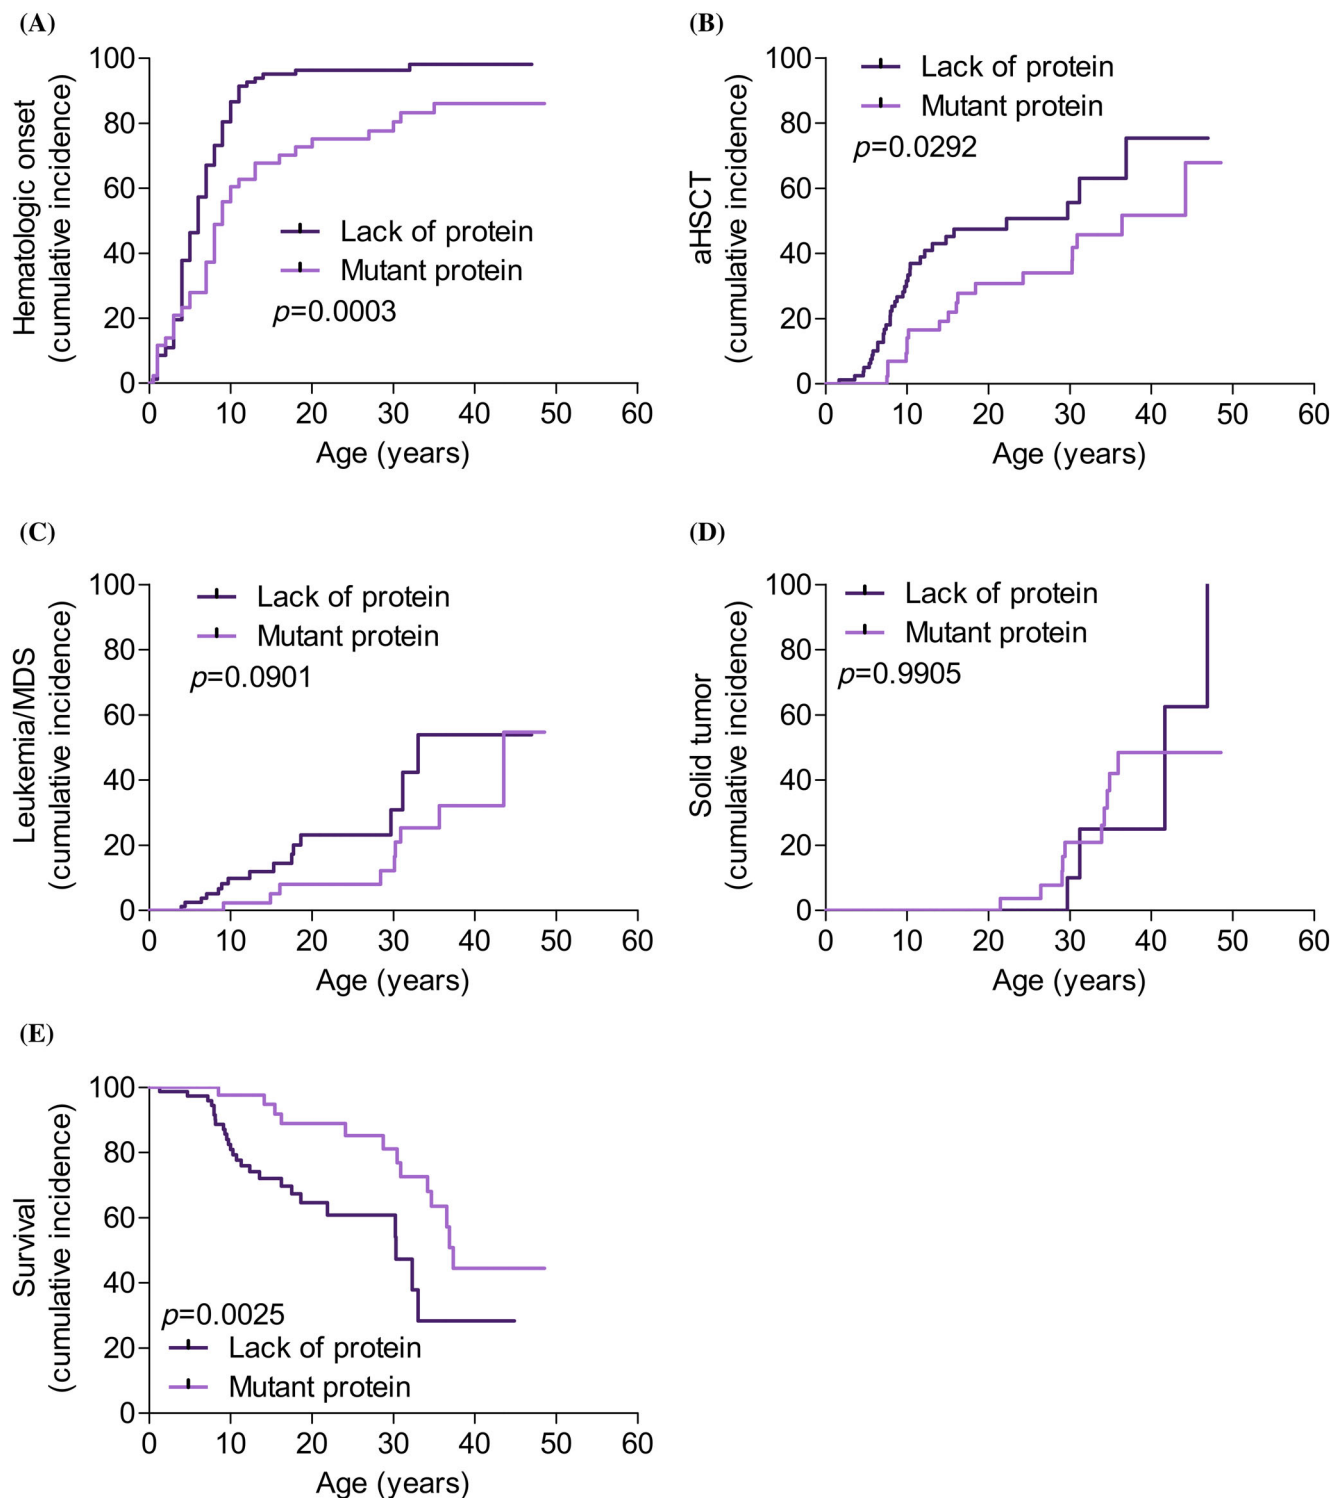 (A)
Hematologic onset
(cumulative incidence)
100
80
60
40
20
0
Lack of protein
Mutant protein
p=0.0003
0 10 20 30 40 50 60
Age (years)
(B)
aHSCT
(cumulative incidence)
100
80
60
40
20
0
Lack of protein
Mutant protein
p=0.0292
0 10 20 30 40 50 60
Age (years)
(C)
Leukemia/MDS
(cumulative incidence)
100
80
60
40
20
0
Lack of protein
Mutant protein
p=0.0901
0 10 20 30 40 50 60
Age (years)
(D)
Solid tumor
(cumulative incidence)
100
80
60
40
20
0
Lack of protein
Mutant protein
p=0.9905
0 10 20 30 40 50 60
Age (years)
(E)
Survival
(cumulative incidence)
100
80
60
40
20
0
p=0.0025
Lack of protein
Mutant protein
0 10 20 30 40 50 60
Age (years)